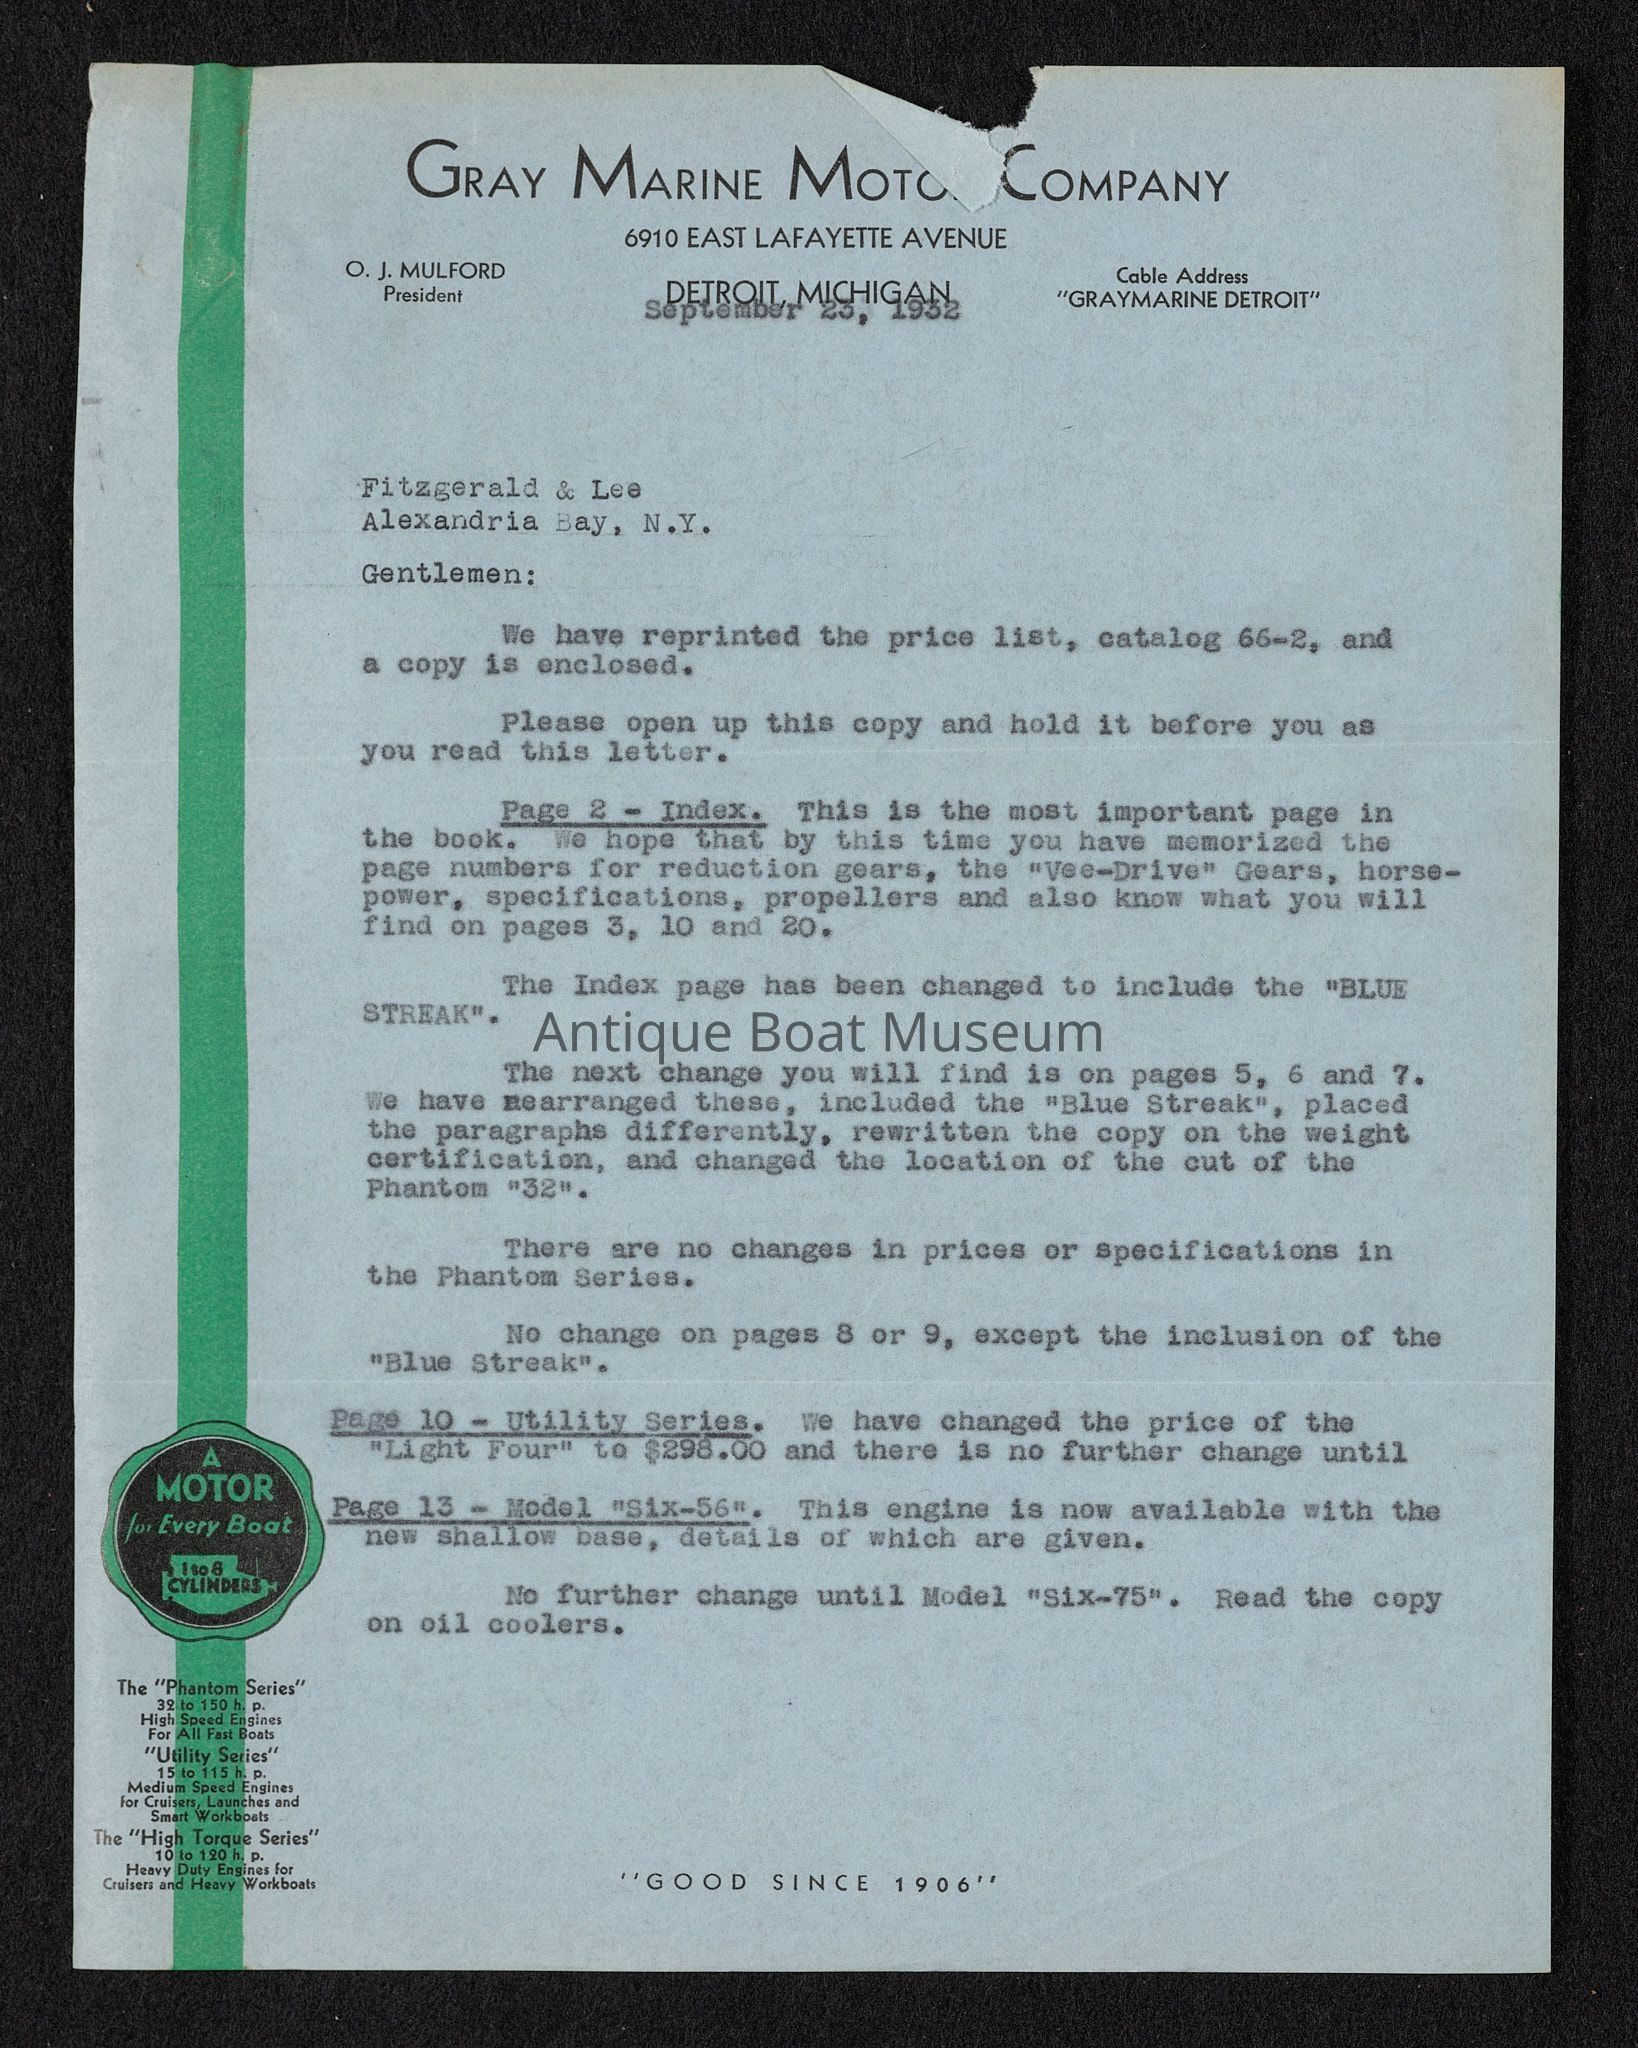 GRAY MARINE MOTO COMPANY
6910 EAST LAFAYETTE AVENUE
O. J. MULFORD
President
DETROIT, MICHIGAN
Cable Address
"GRAYMARINE DETROIT"
September 23, 1932
Fitzgerald & Lee
Alexandria Bay, N.Y.
Gentlemen:
We have reprinted the price list, catalog 66-2, and
a copy is enclosed.
Please open up this copy and hold it before you as
you read this letter.
Page 2 - Index. This is the most important page in
the book. We hope that by this time you have memorized the
page numbers for reduction gears, the "Vee-Drive" Gears, horse-
power, specifications, propellers and also know what you will
find on pages 3, 10 and 20.
The Index page has been changed to include the "BLUE
STREAK".
Antique Boat Museum
The next change you will find is on pages 5, 6 and 7.
We have rearranged these, included the "Blue Streak", placed
the paragraphs differently, rewritten the copy on the weight
certification, and changed the location of the cut of the
Phantom "32".
There are no changes in prices or specifications in
the Phantom Series.
No change on pages 8 or 9, except the inclusion of the
"Blue Streak".
Page 10 - Utility Series. We have changed the price of the
"Light Four" to $298.00 and there is no further change until
Page 13 - Model "Six-56". This engine is now available with the
new shallow base, details of which are given.
No further change until Model "Six-75". Read the copy
on oil coolers.
A
MOTOR
for Every Boat
1 to 8
CYLINDERS
The "Phantom Series"
32 to 150 h. p.
High Speed Engines
For All Fast Boats
"Utility Series"
15 to 115 h. p.
Medium Speed Engines
for Cruisers, Launches and
Smart Workboats
The "High Torque Series"
10 to 120 h. p.
Heavy Duty Engines for
Cruisers and Heavy Workboats
"GOOD SINCE 1906"